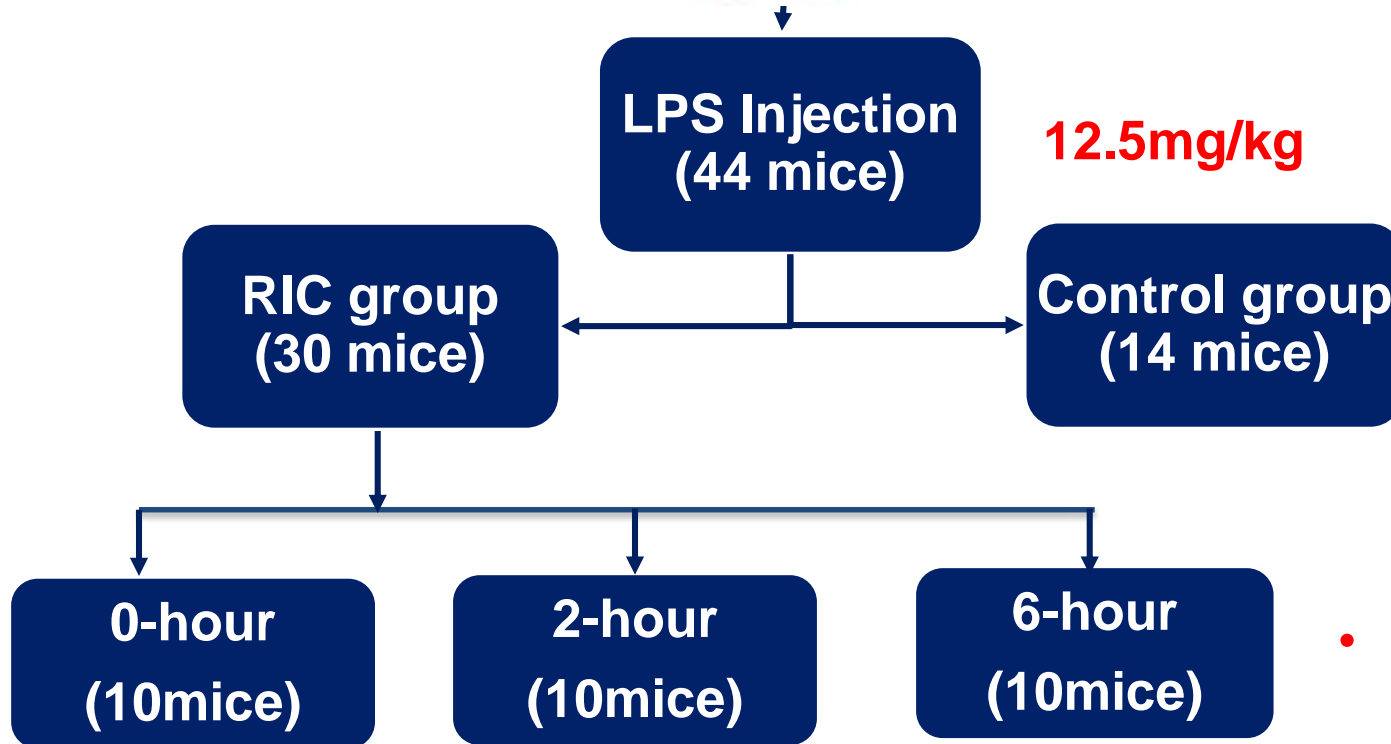 LPS Injection
(44 mice)
12.5mg/kg
RIC group
(30 mice)
Control group
(14 mice)
0-hour
(10mice)
2-hour
(10mice)
6-hour
(10mice)
•